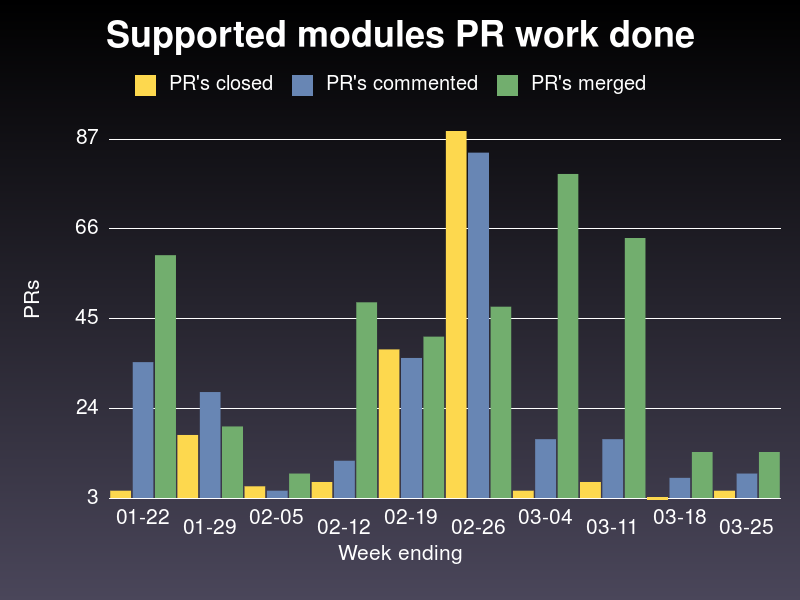 Supported modules PR work done
PR's closed PR's commented PR's merged
87
66
45
24
3
PRs
01-22 01-29 02-05 02-12 02-19 02-26 03-04 03-11 03-18 03-25
Week ending